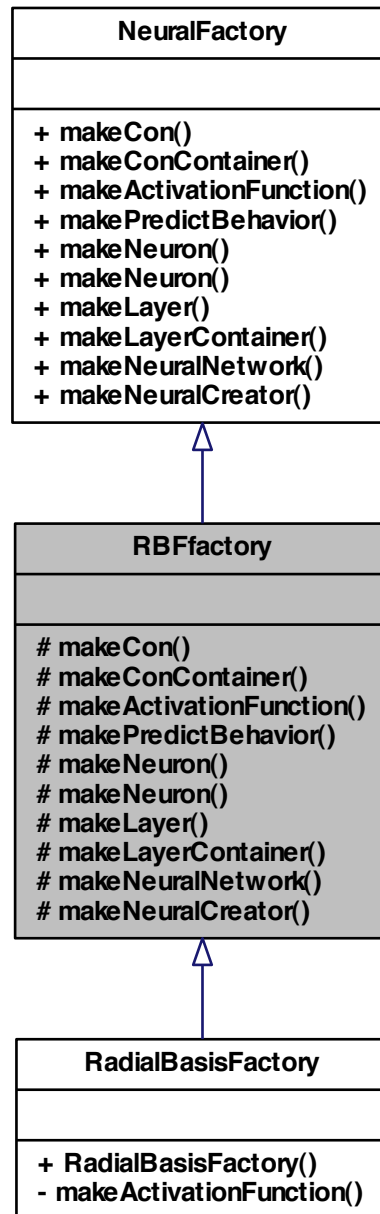 NeuralFactory
+ makeCon()
+ makeConContainer()
+ makeActivationFunction()
+ makePredictBehavior()
+ makeNeuron()
+ makeNeuron()
+ makeLayer()
+ makeLayerContainer()
+ makeNeuralNetwork()
+ makeNeuralCreator()
RBFfactory
# makeCon()
# makeConContainer()
# makeActivationFunction()
# makePredictBehavior()
# makeNeuron()
# makeNeuron()
# makeLayer()
# makeLayerContainer()
# makeNeuralNetwork()
# makeNeuralCreator()
RadialBasisFactory
+ RadialBasisFactory()
- makeActivationFunction()